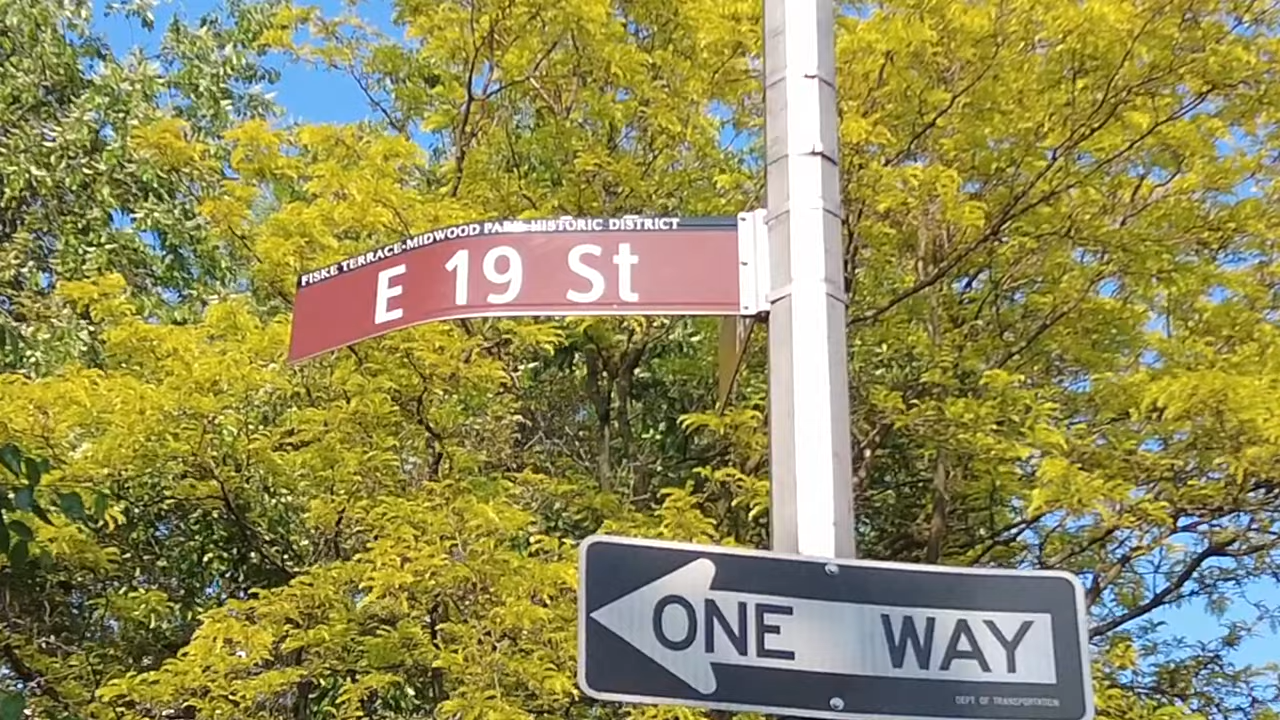 FISKE TERRACE-MIDWOOD PARK HISTORIC DISTRICT
E 19 St
ONE WAY
DEPT OF TRANSPORTATION